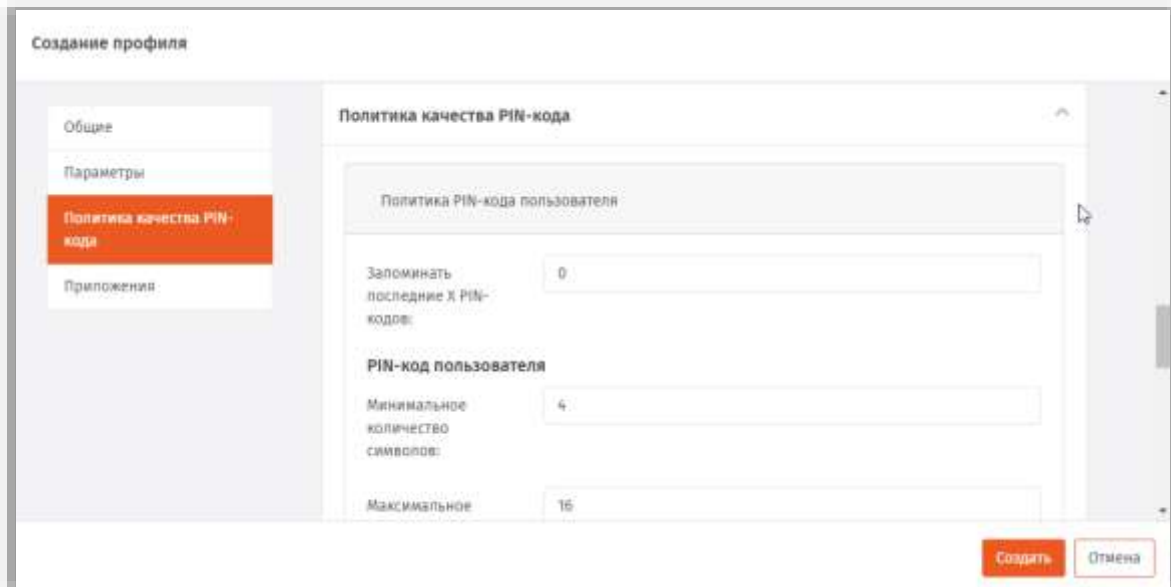 Создание профиля
Общие
Параметры
Политика качества PIN-
кода
Приложения
Политика качества PIN-кода
Политика PIN-кода пользователя
Запоминать
последние X PIN-
кодов:
0
PIN-код пользователя
Минимальное
количество
символов:
4
Максимальное
16
Создать
Отмена